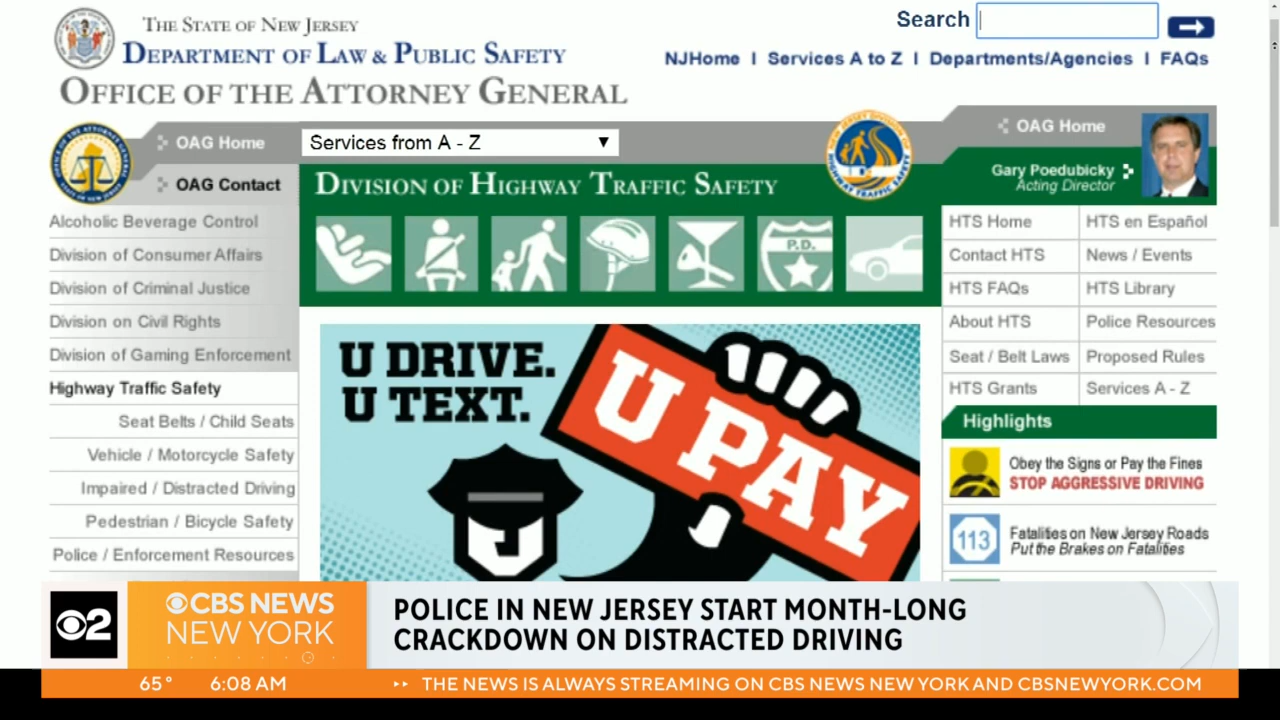 THE STATE OF NEW JERSEY
DEPARTMENT OF LAW & PUBLIC SAFETY
OFFICE OF THE ATTORNEY GENERAL
Search
NJHome | Services A to Z | Departments/Agencies | FAQs
OAG Home
OAG Contact
Services from A - Z
DIVISION OF HIGHWAY TRAFFIC SAFETY
P.D.
OAG Home
Gary Poedubicky
Acting Director
Alcoholic Beverage Control
Division of Consumer Affairs
Division of Criminal Justice
Division on Civil Rights
Division of Gaming Enforcement
Highway Traffic Safety
Seat Belts / Child Seats
Vehicle / Motorcycle Safety
Impaired / Distracted Driving
Pedestrian / Bicycle Safety
Police / Enforcement Resources
U DRIVE.
U TEXT.
U PAY
HTS Home HTS en Español
Contact HTS News / Events
HTS FAQs HTS Library
About HTS Police Resources
Seat / Belt Laws Proposed Rules
HTS Grants Services A - Z
Highlights
Obey the Signs or Pay the Fines
STOP AGGRESSIVE DRIVING
113
Fatalities on New Jersey Roads
Put the Brakes on Fatalities
2
CBS NEWS
NEW YORK
POLICE IN NEW JERSEY START MONTH-LONG
CRACKDOWN ON DISTRACTED DRIVING
65° 6:08 AM THE NEWS IS ALWAYS STREAMING ON CBS NEWS NEW YORK AND CBSNEWYORK.COM